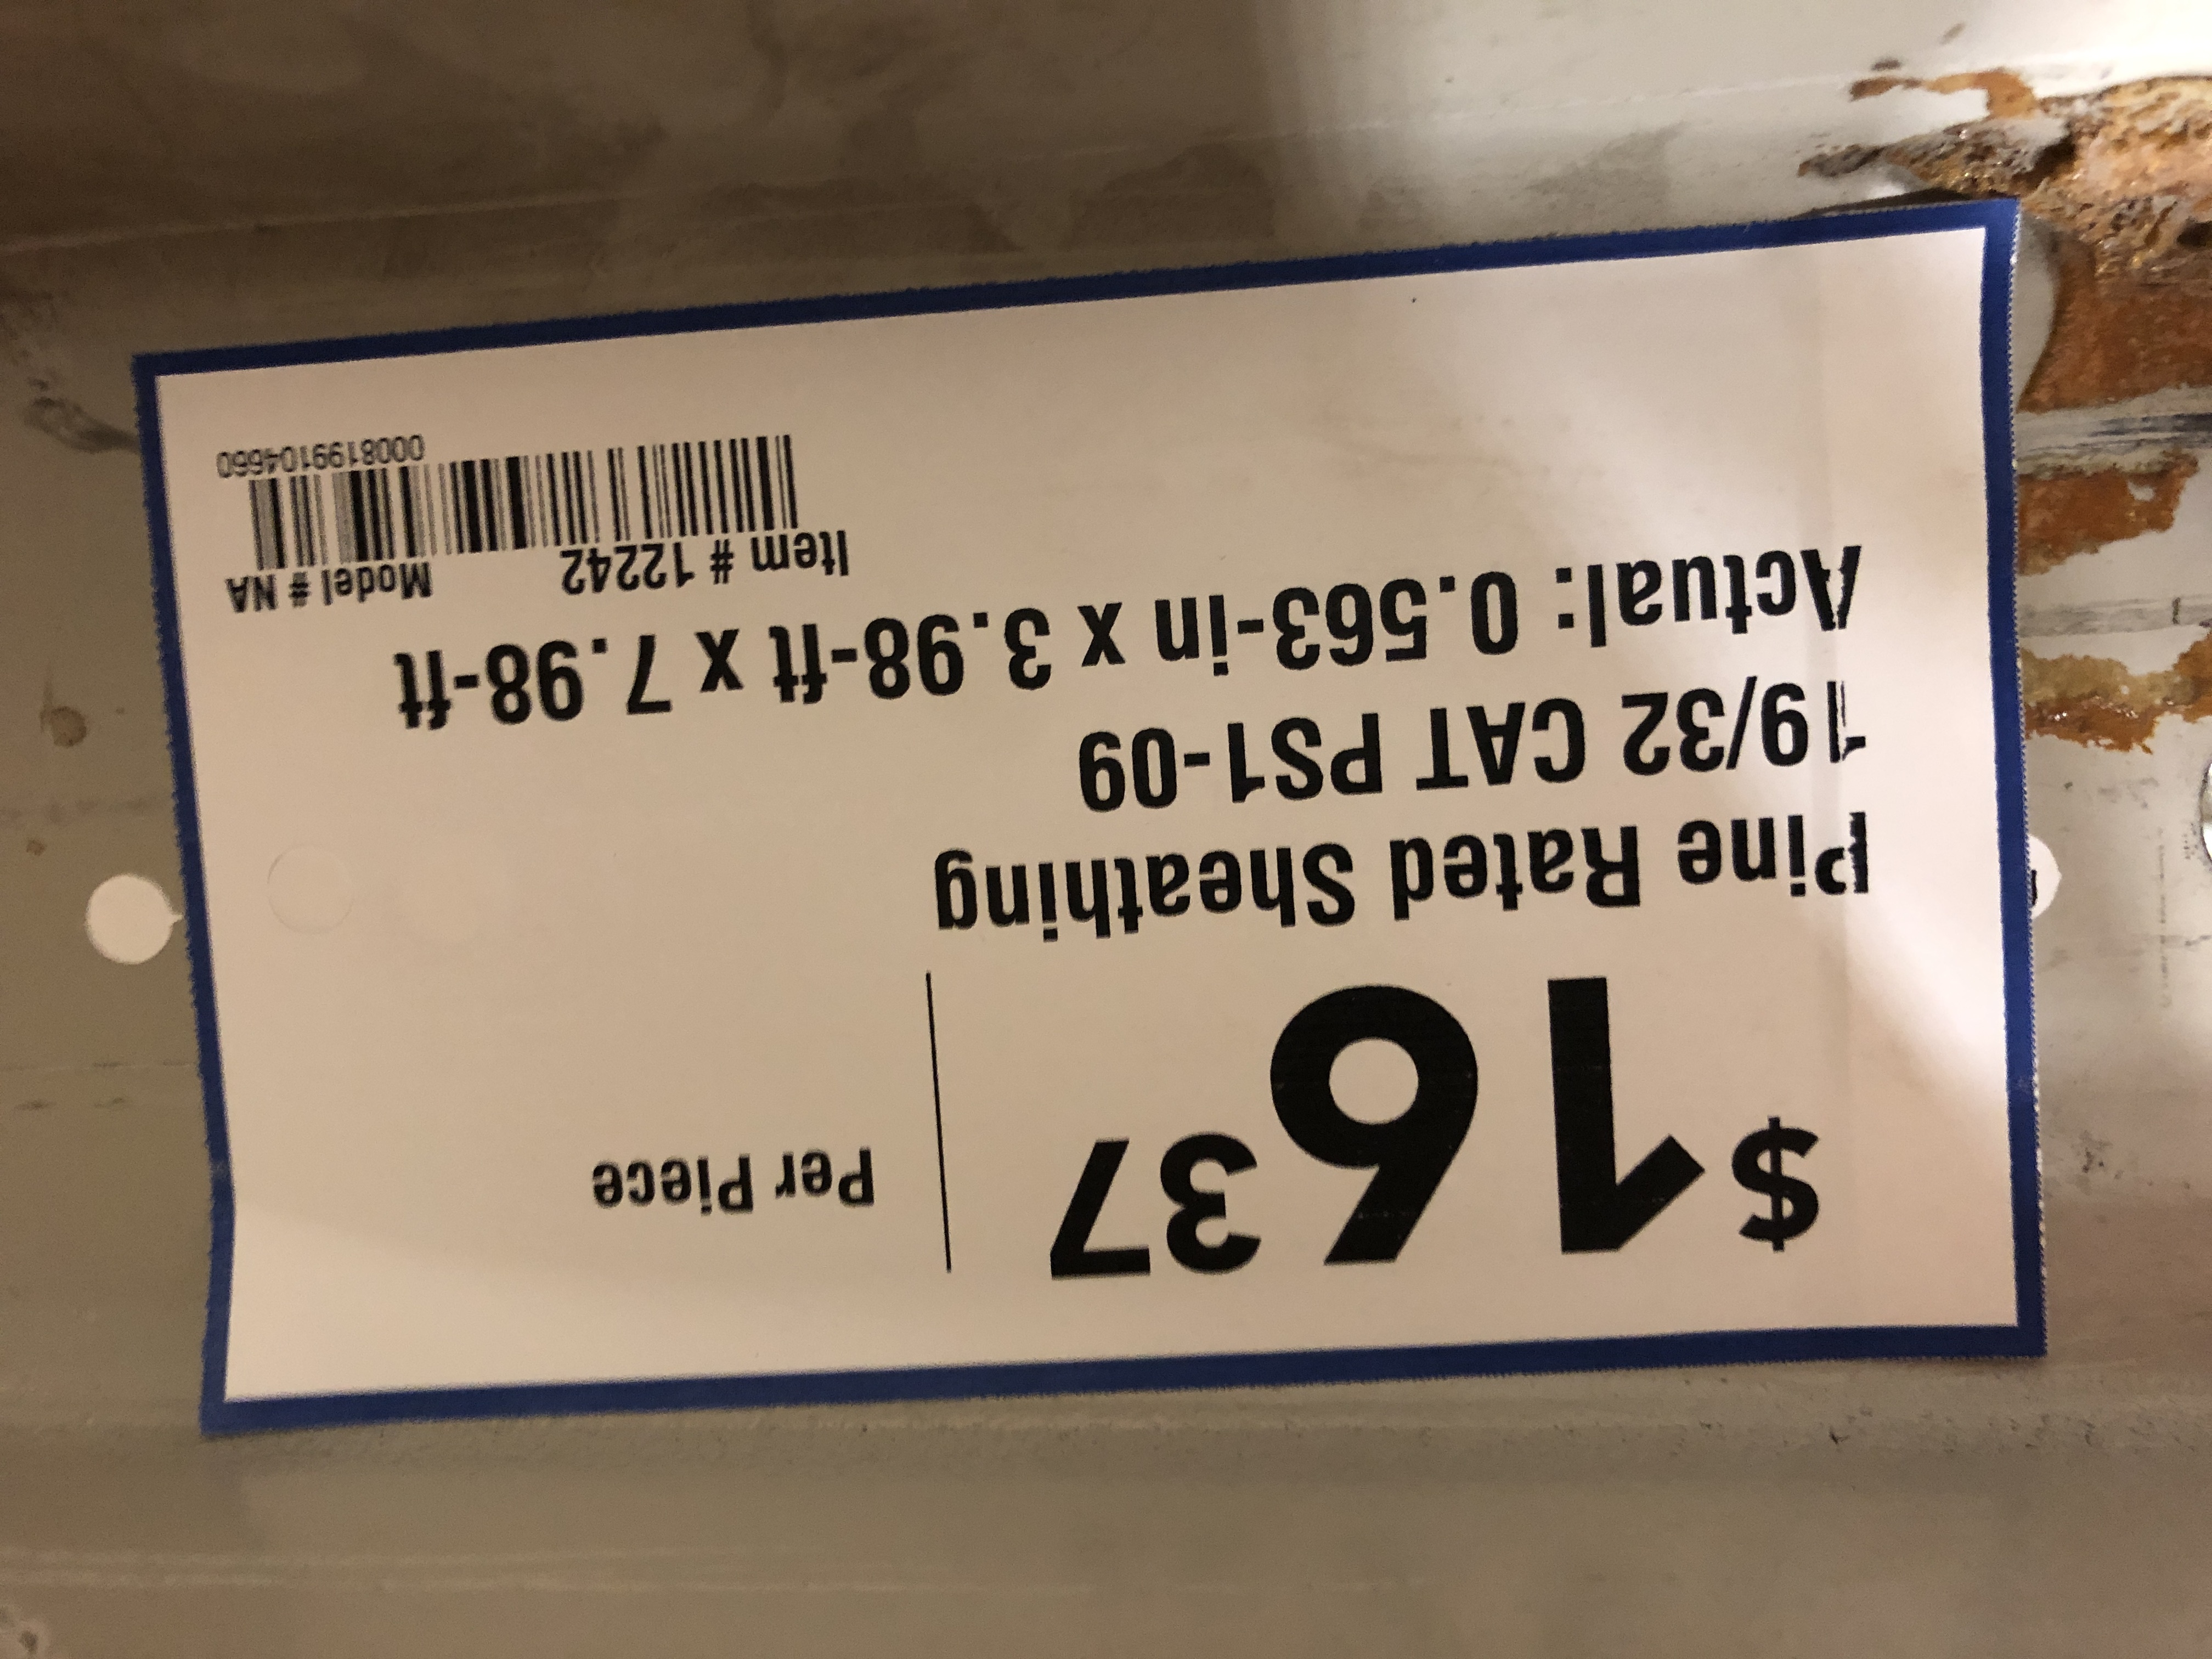 $16 37
Per Piece
Pine Rated Sheathing
19/32 CAT PS1-09
Actual: 0.563-in x 3.98-ft x 7.98-ft
Item # 12242 Model # NA
0008199104660